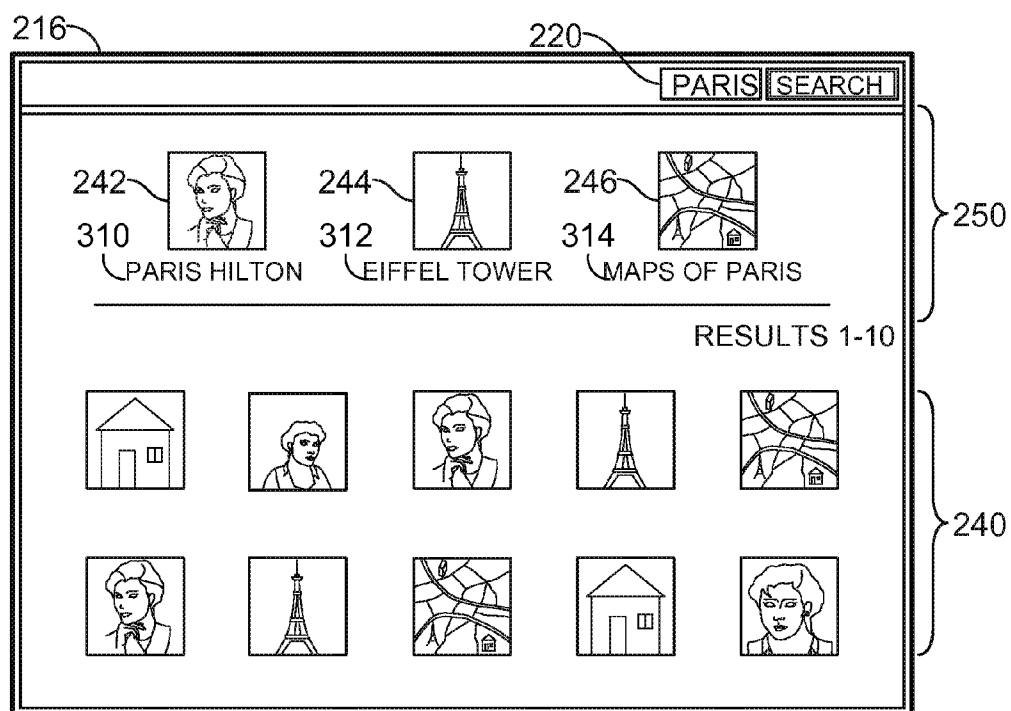 216
220
PARIS SEARCH
242 244 246
250
310 312 314
PARIS HILTON EIFFEL TOWER MAPS OF PARIS
RESULTS 1-10
240